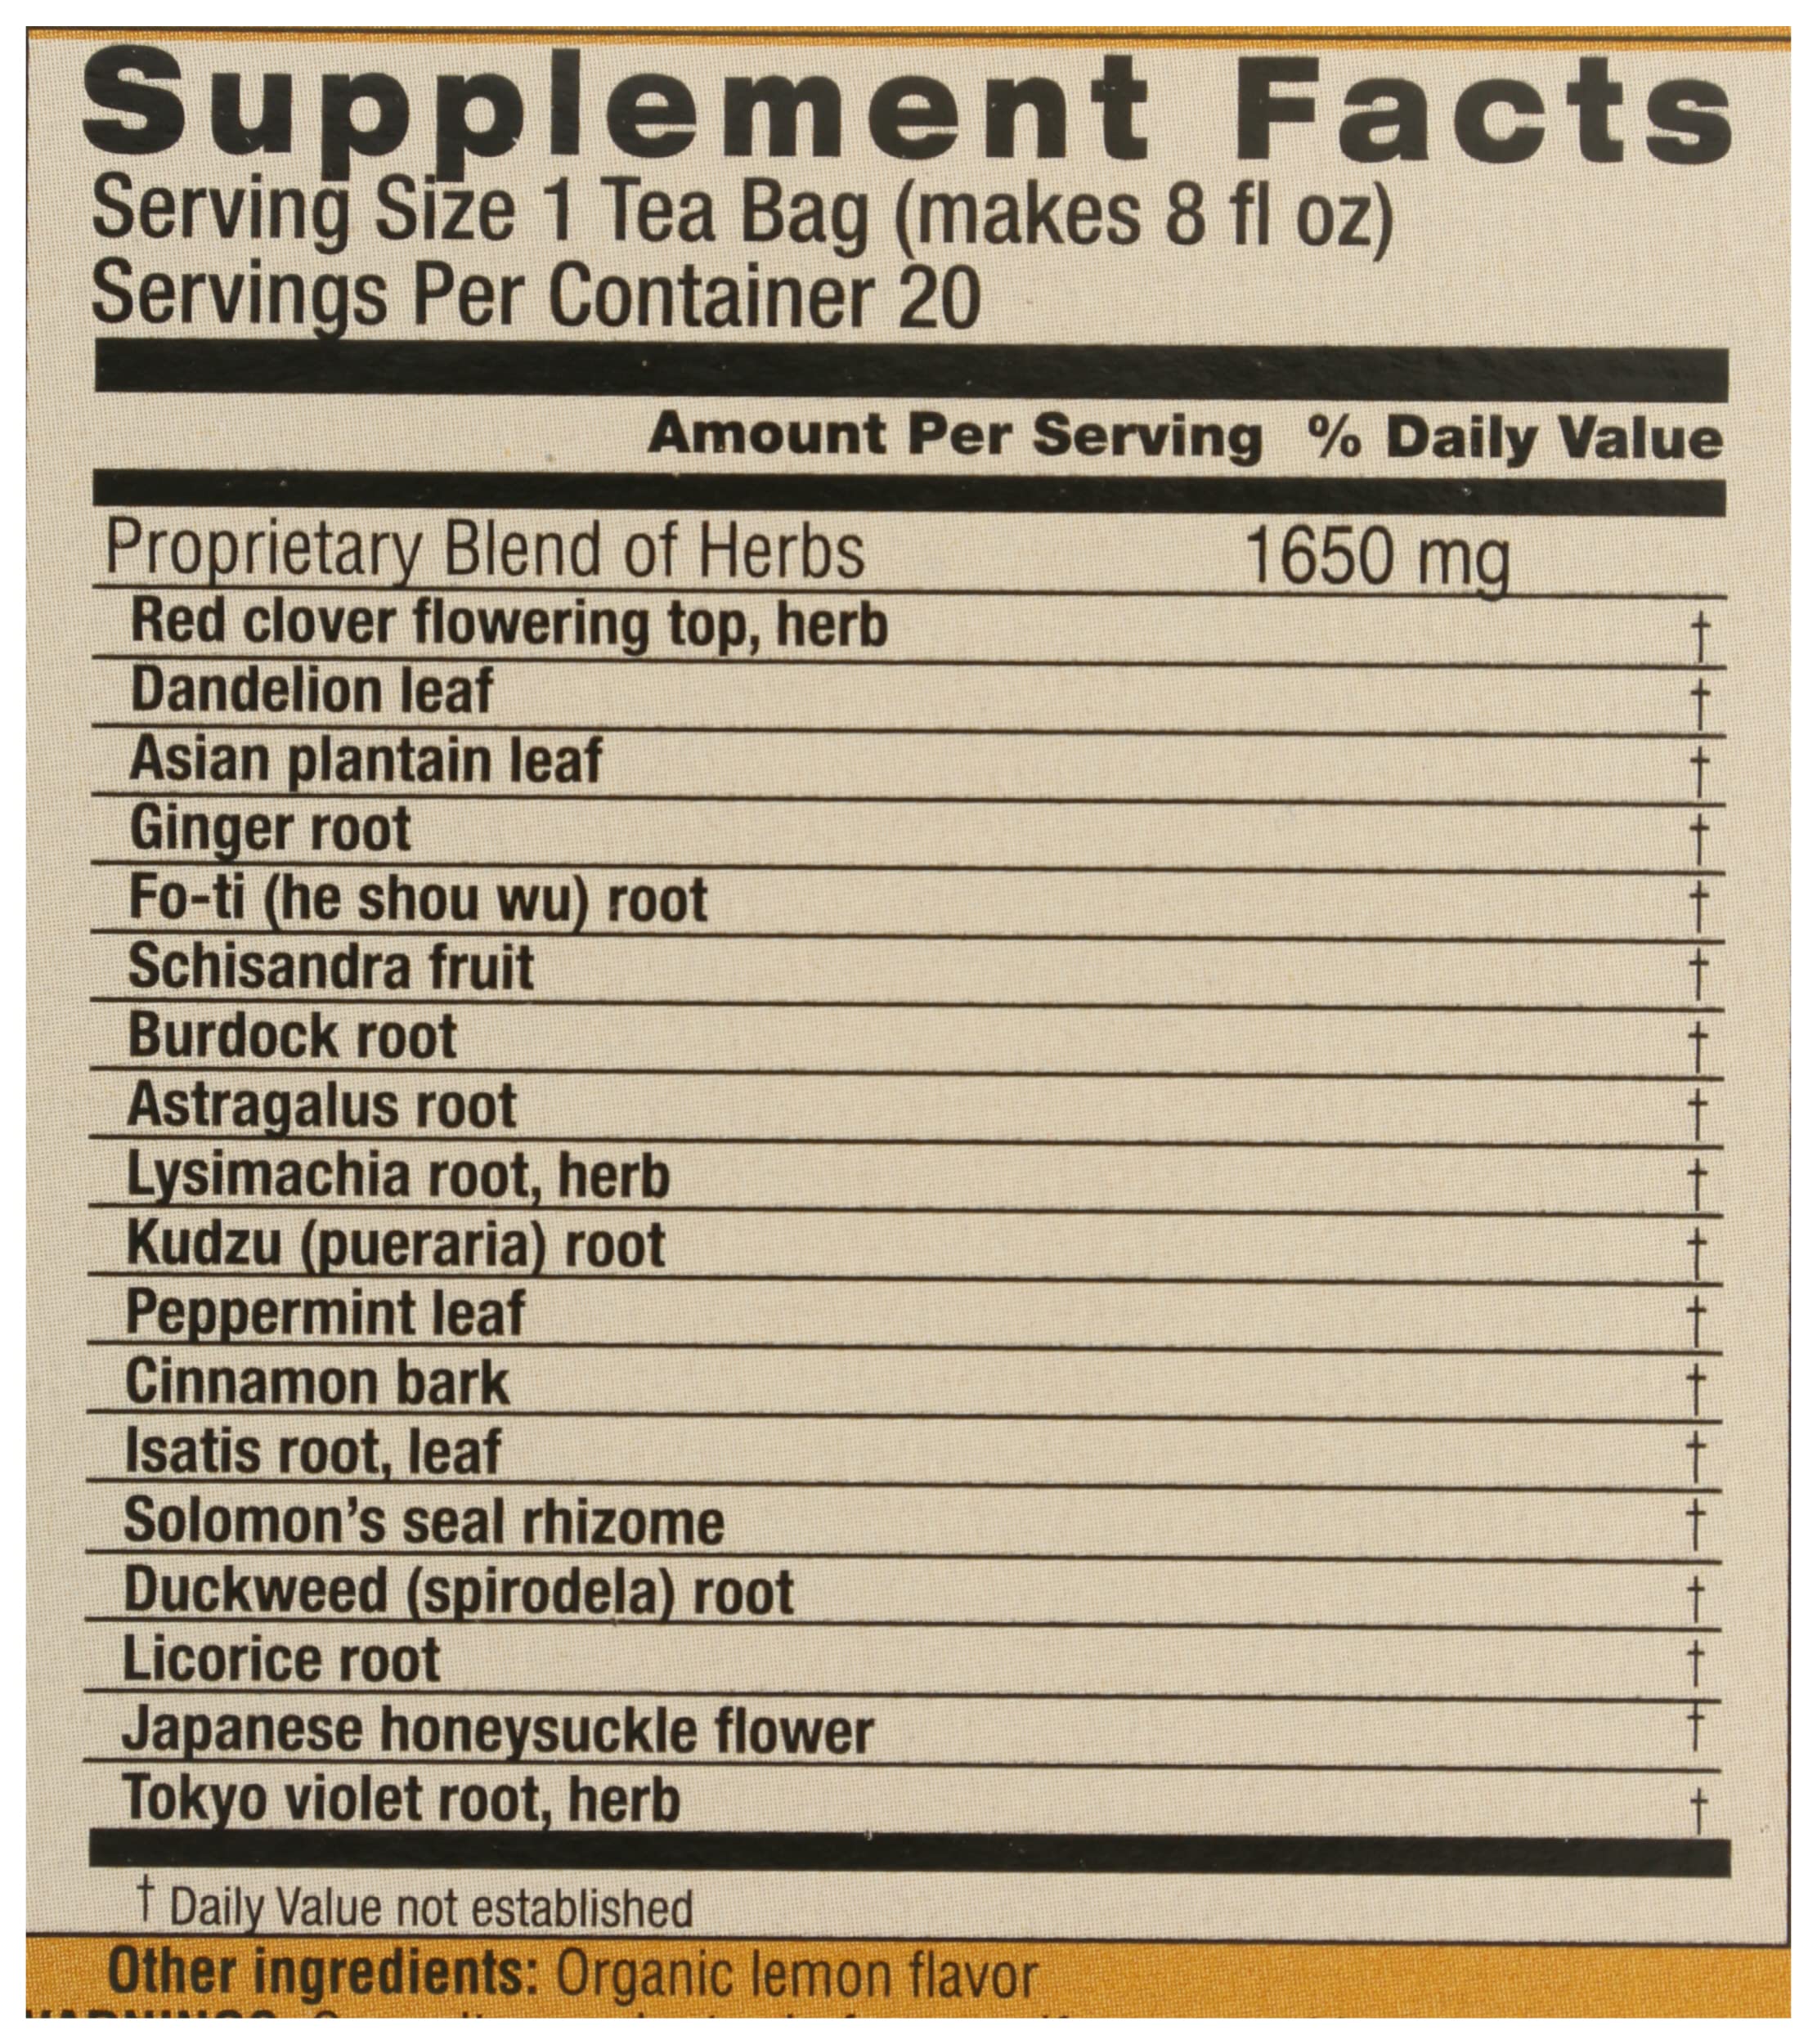 Supplement Facts
Serving Size 1 Tea Bag (makes 8 fl oz)
Servings Per Container 20
Amount Per Serving % Daily Value
Proprietary Blend of Herbs 1650 mg
Red clover flowering top, herb †
Dandelion leaf †
Asian plantain leaf †
Ginger root †
Fo-ti (he shou wu) root †
Schisandra fruit †
Burdock root †
Astragalus root †
Lysimachia root, herb †
Kudzu (pueraria) root †
Peppermint leaf †
Cinnamon bark †
Isatis root, leaf †
Solomon's seal rhizome †
Duckweed (spirodela) root †
Licorice root †
Japanese honeysuckle flower †
Tokyo violet root, herb †
† Daily Value not established
Other ingredients: Organic lemon flavor